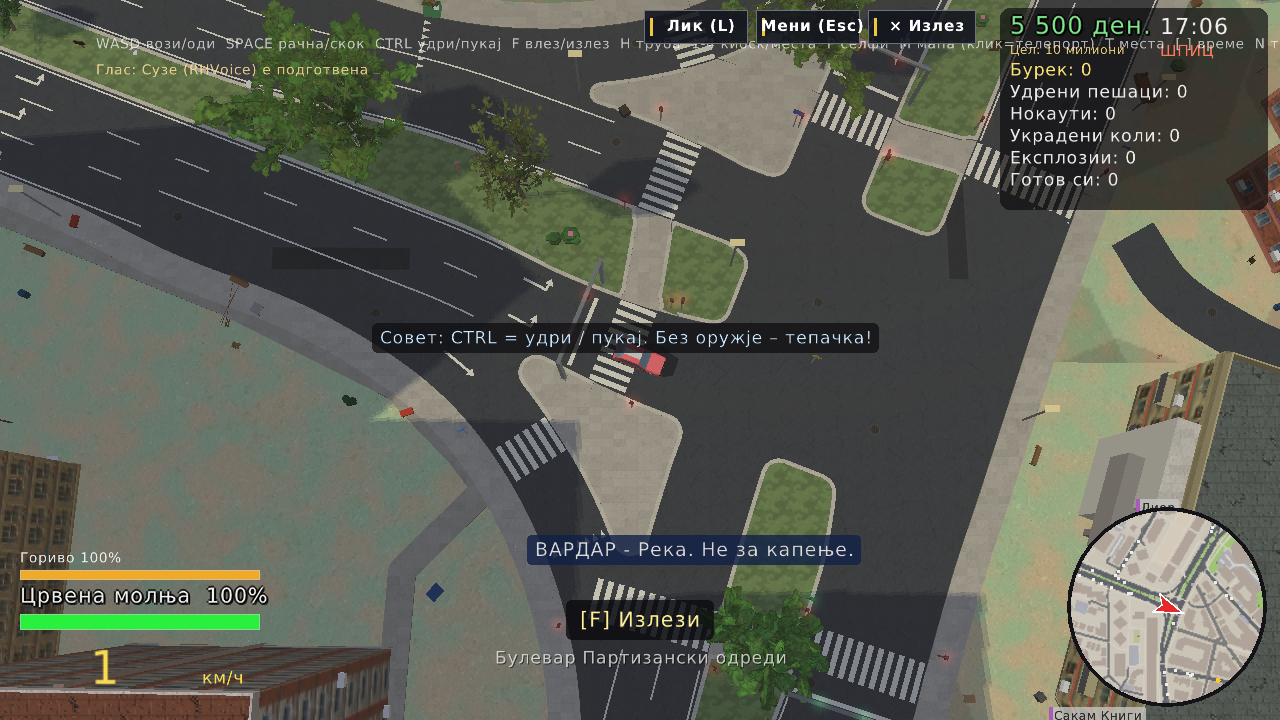 Лик (L)
Мени (Esc)
× Излез
5 500 ден.
17:06
WASD вози/оди SPACE рачна/скок CTRL удри/пукај F влез/излез H труба
Цел: 10 милиони
ШПИЦ
Глас: Сузе (RHVoice) е подготвена
Бурек: 0
Удрени пешаци: 0
Нокаути: 0
Украдени коли: 0
Експлозии: 0
Готов си: 0
Совет: CTRL = удри / пукај. Без оружје – тепачка!
ВАРДАР - Река. Не за капење.
Гориво 100%
Црвена молња 100%
[F] Излези
Булевар Партизански одреди
1 км/ч
Сакам Книги